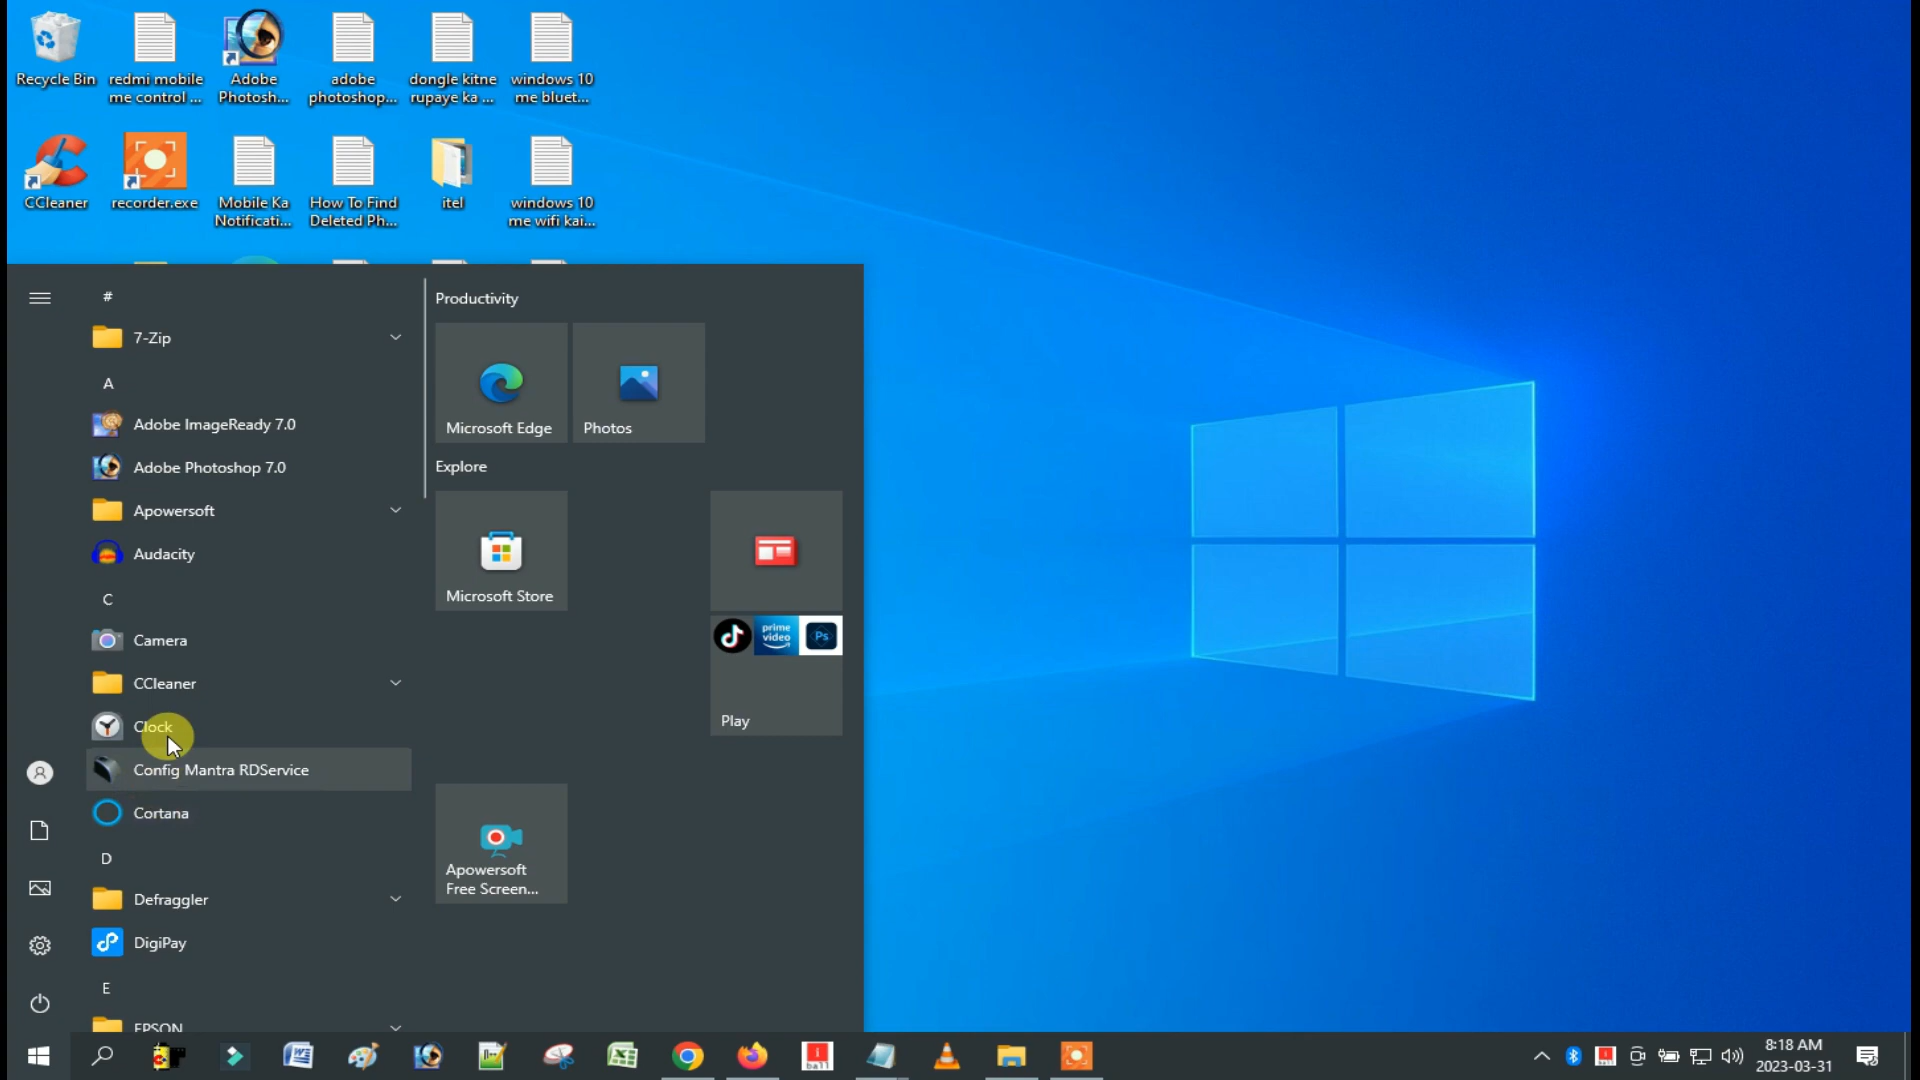 Recycle Bin
redmi mobile
me control ...
Adobe
Photosh...
adobe
photoshop...
dongle kitne
rupaye ka ...
windows 10
me bluet...
CCleaner
recorder.exe
Mobile Ka
Notificati...
How To Find
Deleted Ph...
itel
windows 10
me wifi kai...
#
7-Zip
A
Adobe ImageReady 7.0
Adobe Photoshop 7.0
Apowersoft
Audacity
C
Camera
CCleaner
Clock
Config Mantra RDService
Cortana
D
Defraggler
DigiPay
E
EPSON
Productivity
Microsoft Edge
Photos
Explore
Microsoft Store
prime
video
Ps
Play
Apowersoft
Free Screen...
iball
8:18 AM
2023-03-31